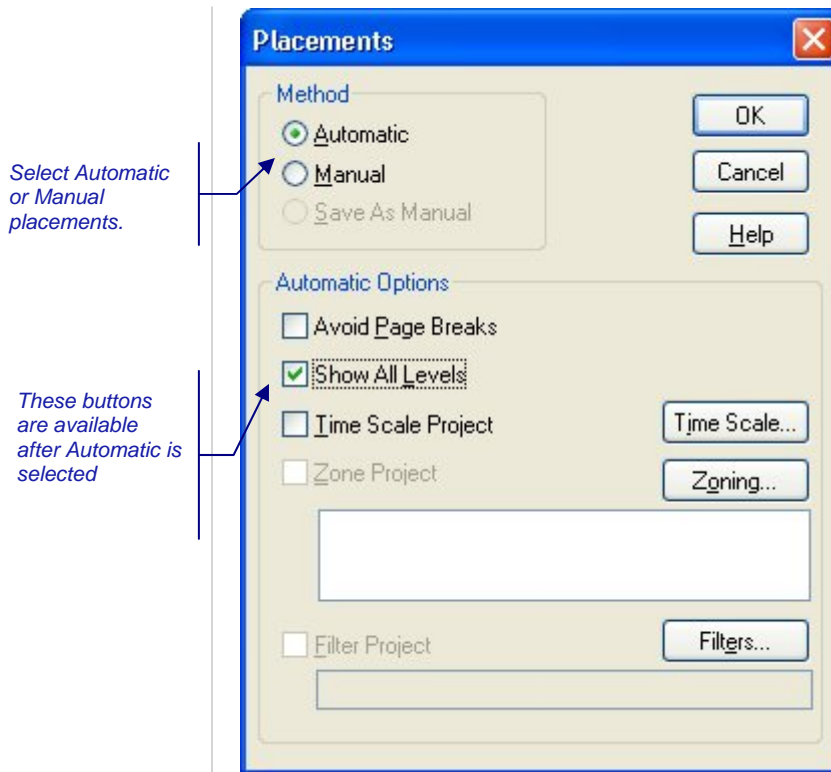 Placements
Method
Automatic
Manual
Save As Manual
OK
Cancel
Help
Select Automatic
or Manual
placements.
Automatic Options
Avoid Page Breaks
Show All Levels
Time Scale Project
Time Scale...
Zone Project
Zoning...
These buttons
are available
after Automatic is
selected
Filter Project
Filters...